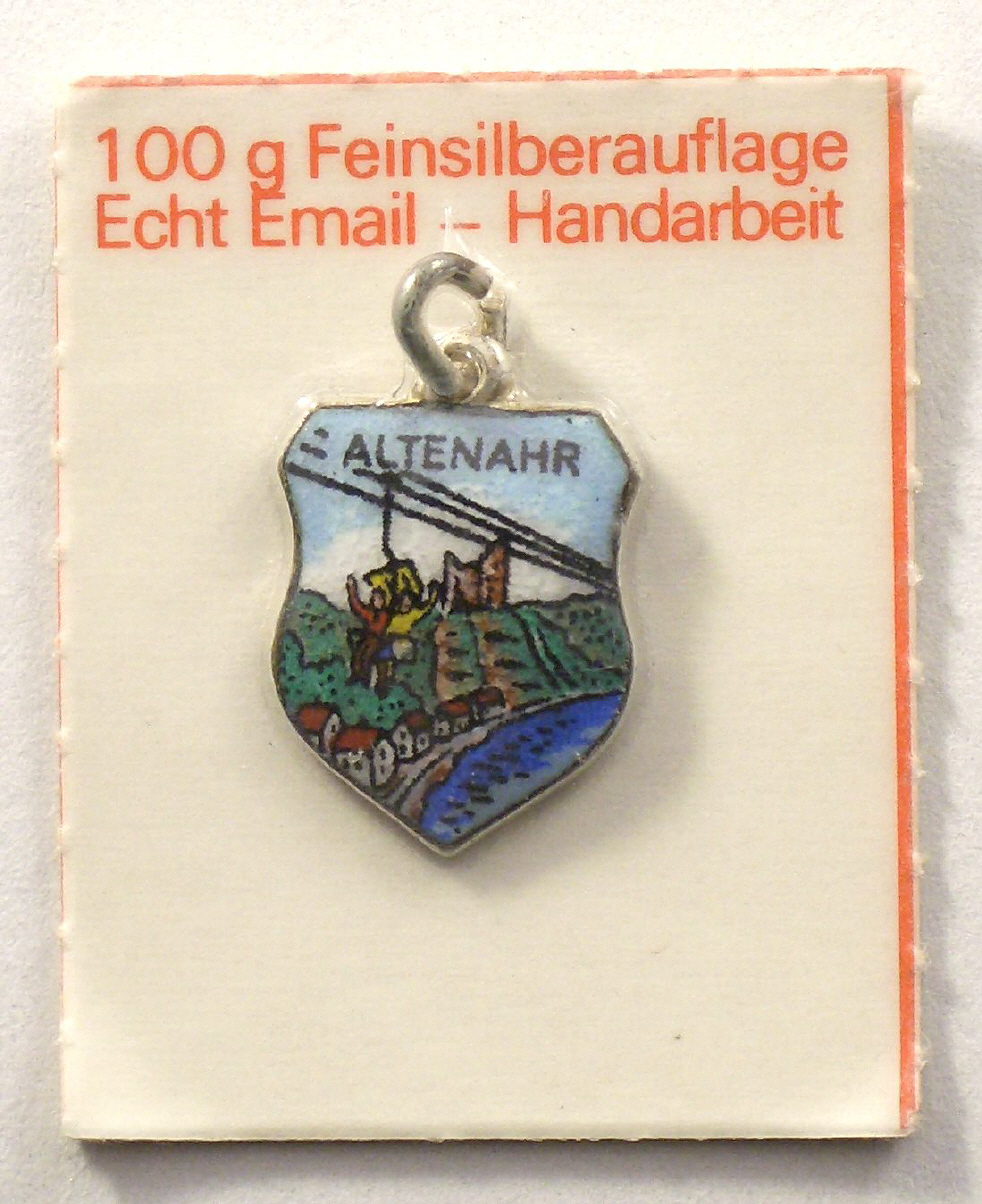 100 g Feinsilberauflage
Echt Email – Handarbeit
ALTENAHR